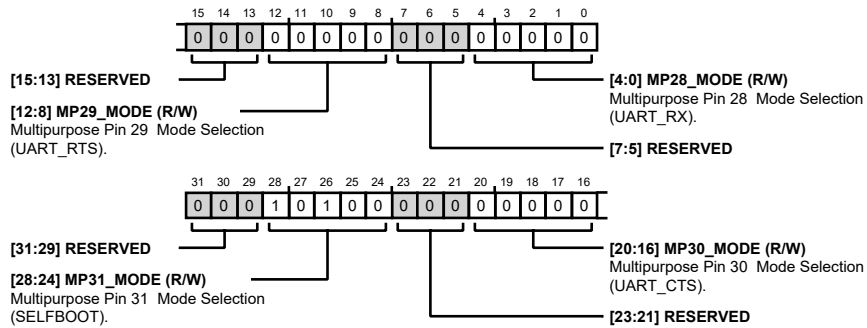 15 14 13 12 11 10 9 8 7 6 5 4 3 2 1 0
0 0 0 0 0 0 0 0 0 0 0 0 0 0 0 0
[15:13] RESERVED
[12:8] MP29_MODE (R/W)
Multipurpose Pin 29 Mode Selection
(UART_RTS).
[4:0] MP28_MODE (R/W)
Multipurpose Pin 28 Mode Selection
(UART_RX).
[7:5] RESERVED
31 30 29 28 27 26 25 24 23 22 21 20 19 18 17 16
0 0 0 1 0 1 0 0 0 0 0 0 0 0 0 0
[31:29] RESERVED
[28:24] MP31_MODE (R/W)
Multipurpose Pin 31 Mode Selection
(SELFBOOT).
[20:16] MP30_MODE (R/W)
Multipurpose Pin 30 Mode Selection
(UART_CTS).
[23:21] RESERVED